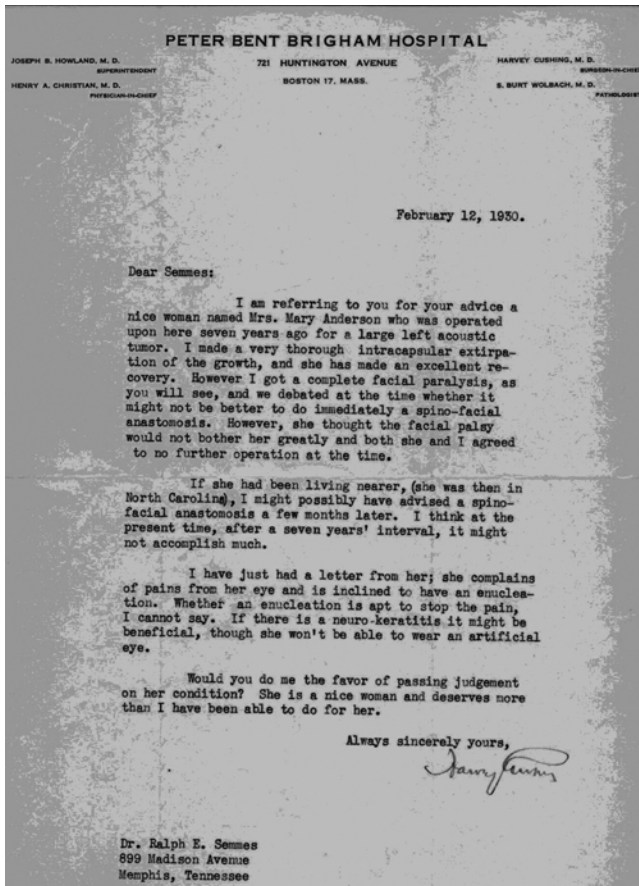 PETER BENT BRIGHAM HOSPITAL
721 HUNTINGTON AVENUE
BOSTON 17, MASS.
JOSEPH B. HOWLAND, M. D.
SUPERINTENDENT
HENRY A. CHRISTIAN, M. D.
PHYSICIAN-IN-CHIEF
HARVEY CUSHING, M. D.
SURGEON-IN-CHIEF
S. BURT WOLBACH, M. D.
PATHOLOGIST
February 12, 1930.
Dear Semmes:
I am referring to you for your advice a
nice woman named Mrs. Mary Anderson who was operated
upon here seven years ago for a large left acoustic
tumor. I made a very thorough intracapsular extirpa-
tion of the growth, and she has made an excellent re-
covery. However I got a complete facial paralysis, as
you will see, and we debated at the time whether it
might not be better to do immediately a spino-facial
anastomosis. However, she thought the facial palsy
would not bother her greatly and both she and I agreed
to no further operation at the time.
If she had been living nearer, (she was then in
North Carolina), I might possibly have advised a spino-
facial anastomosis a few months later. I think at the
present time, after a seven years' interval, it might
not accomplish much.
I have just had a letter from her; she complains
of pains from her eye and is inclined to have an enuclea-
tion. Whether an enucleation is apt to stop the pain,
I cannot say. If there is a neuro-keratitis it might be
beneficial, though she won't be able to wear an artificial
eye.
Would you do me the favor of passing judgement
on her condition? She is a nice woman and deserves more
than I have been able to do for her.
Always sincerely yours,
Harvey Cushing
Dr. Ralph E. Semmes
899 Madison Avenue
Memphis, Tennessee